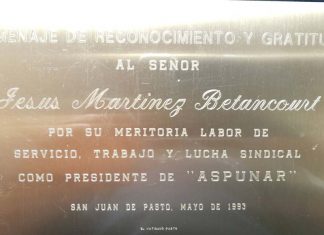 MENAJE DE RECONOCIMIENTO Y GRATITU
AL SEÑOR
Jesus Martinez Betancourt
POR SU MERITORIA LABOR DE
SERVICIO, TRABAJO Y LUCHA SINDICAL
COMO PRESIDENTE DE "ASPUNAR"
SAN JUAN DE PASTO, MAYO DE 1993